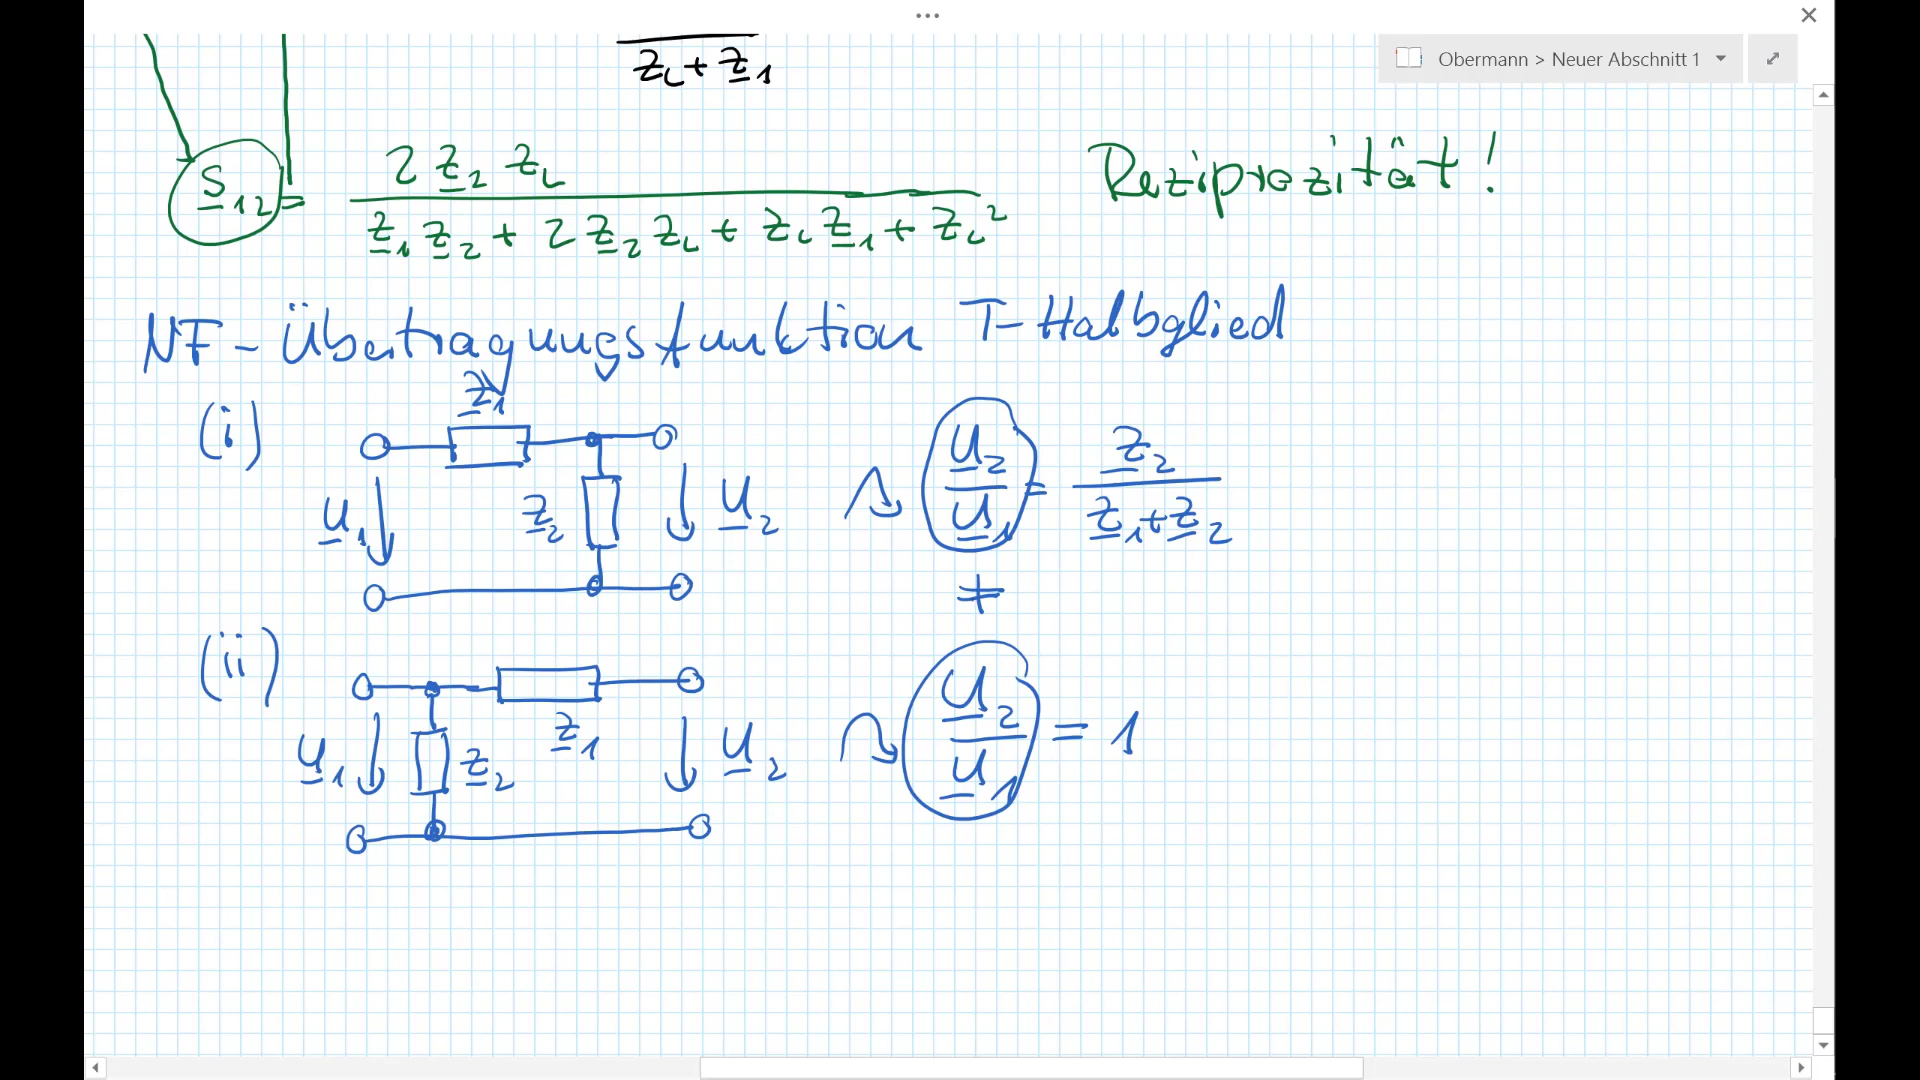 Obermann > Neuer Abschnitt 1
Z_L + Z_1
S_12 = (2 Z_2 Z_L) / (Z_1 Z_2 + 2 Z_2 Z_L + Z_L Z_1 + Z_L²)
Reziprozität!
NF-Übertragungsfunktion T-Halbglied
(i)
Z_1
U_1
Z_2
U_2
U_2 / U_1 = Z_2 / (Z_1 + Z_2)
≠
(ii)
U_1
Z_2
Z_1
U_2
U_2 / U_1 = 1